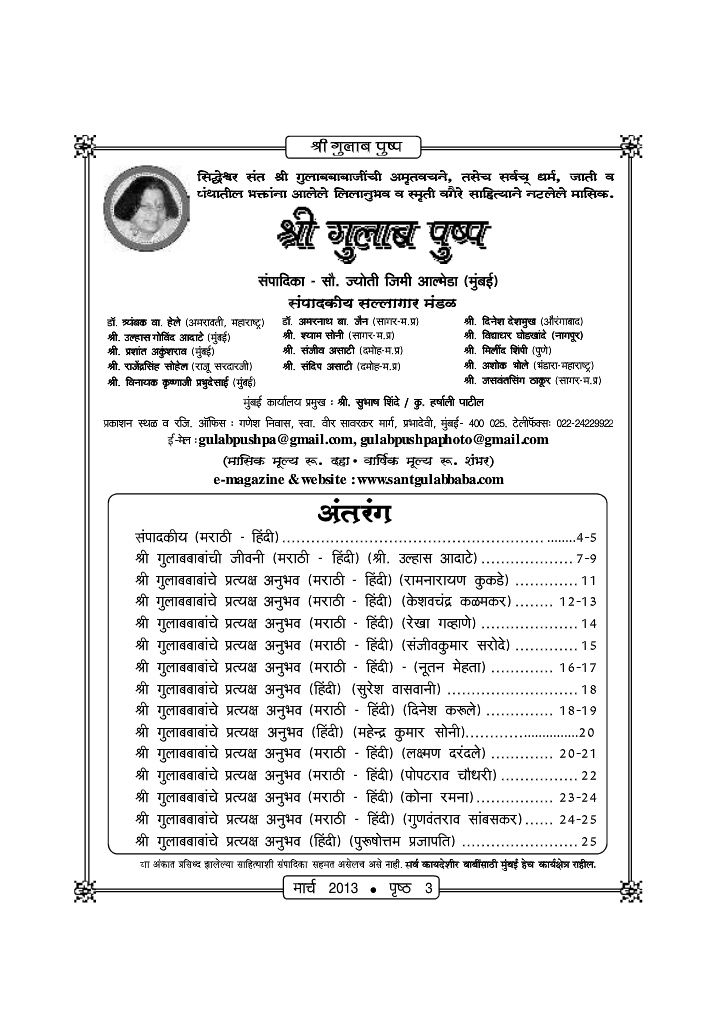 श्री गुलाब पुष्प
सिद्धेश्वर संत श्री गुलाबबाबाजींची अमृतवचने, तसेच सर्वच् धर्म, जाती व
पंथातील भक्तांना आलेले लिलानुभव व स्मृती वगैरे साहित्याने नटलेले मासिक.
श्री गुलाब पुष्प
संपादिका - सौ. ज्योती जिमी आल्मेडा (मुंबई)
संपादकीय सल्लागार मंडळ
डॉ. त्र्यंबक वा. हेले (अमरावती, महाराष्ट्र) डॉ. अमरनाथ बा. जैन (सागर-म.प्र) श्री. दिनेश देशमुख (औरंगाबाद)
श्री. उल्हास गोविंद आदाटे (मुंबई) श्री. श्याम सोनी (सागर-म.प्र) श्री. विद्याधर घोडखांदे (नागपूर)
श्री. प्रशांत अकुंशराव (मुंबई) श्री. संजीव असाटी (दमोह-म.प्र) श्री. मिलींद शिंपी (पुणे)
श्री. राजेंद्रसिंह सोहेल (राजू सरदारजी) श्री. संदिप असाटी (दमोह-म.प्र) श्री. अशोक भोले (भंडारा-महाराष्ट्र)
श्री. विनायक कृष्णाजी प्रभुदेसाई (मुंबई) श्री. जसवंतसिंग ठाकूर (सागर-म.प्र)
मुंबई कार्यालय प्रमुख : श्री. सुभाष शिंदे / कु. हर्षाली पाटील
प्रकाशन स्थळ व रजि. ऑफिस : गणेश निवास, स्वा. वीर सावरकर मार्ग, प्रभादेवी, मुंबई- 400 025. टेलीफॅक्सः 022-24229922
ई-मेल : gulabpushpa@gmail.com, gulabpushpaphoto@gmail.com
(मासिक मूल्य रू. दहा • वार्षिक मूल्य रू. शंभर)
e-magazine & website : www.santgulabbaba.com
अंतरंग
संपादकीय (मराठी - हिंदी) ........ 4-5
श्री गुलाबबाबांची जीवनी (मराठी - हिंदी) (श्री. उल्हास आदाटे) ........ 7-9
श्री गुलाबबाबांचे प्रत्यक्ष अनुभव (मराठी - हिंदी) (रामनारायण कुकडे) ........ 11
श्री गुलाबबाबांचे प्रत्यक्ष अनुभव (मराठी - हिंदी) (केशवचंद्र कळमकर) ........ 12-13
श्री गुलाबबाबांचे प्रत्यक्ष अनुभव (मराठी - हिंदी) (रेखा गव्हाणे) ........ 14
श्री गुलाबबाबांचे प्रत्यक्ष अनुभव (मराठी - हिंदी) (संजीवकुमार सरोदे) ........ 15
श्री गुलाबबाबांचे प्रत्यक्ष अनुभव (मराठी - हिंदी) - (नूतन मेहता) ........ 16-17
श्री गुलाबबाबांचे प्रत्यक्ष अनुभव (हिंदी) (सुरेश वासवानी) ........ 18
श्री गुलाबबाबांचे प्रत्यक्ष अनुभव (मराठी - हिंदी) (दिनेश करूले) ........ 18-19
श्री गुलाबबाबांचे प्रत्यक्ष अनुभव (हिंदी) (महेन्द्र कुमार सोनी) ........ 20
श्री गुलाबबाबांचे प्रत्यक्ष अनुभव (मराठी - हिंदी) (लक्ष्मण दरंदले) ........ 20-21
श्री गुलाबबाबांचे प्रत्यक्ष अनुभव (मराठी - हिंदी) (पोपटराव चौधरी) ........ 22
श्री गुलाबबाबांचे प्रत्यक्ष अनुभव (मराठी - हिंदी) (कोना रमना) ........ 23-24
श्री गुलाबबाबांचे प्रत्यक्ष अनुभव (मराठी - हिंदी) (गुणवंतराव सांबसकर) ...... 24-25
श्री गुलाबबाबांचे प्रत्यक्ष अनुभव (हिंदी) (पुरूषोत्तम प्रजापति) ........ 25
या अंकात प्रसिध्द झालेल्या साहित्याशी संपादिका सहमत असेलच असे नाही. सर्व कायदेशीर बाबींसाठी मुंबई हेच कार्यक्षेत्र राहील.
मार्च 2013 • पृष्ठ 3